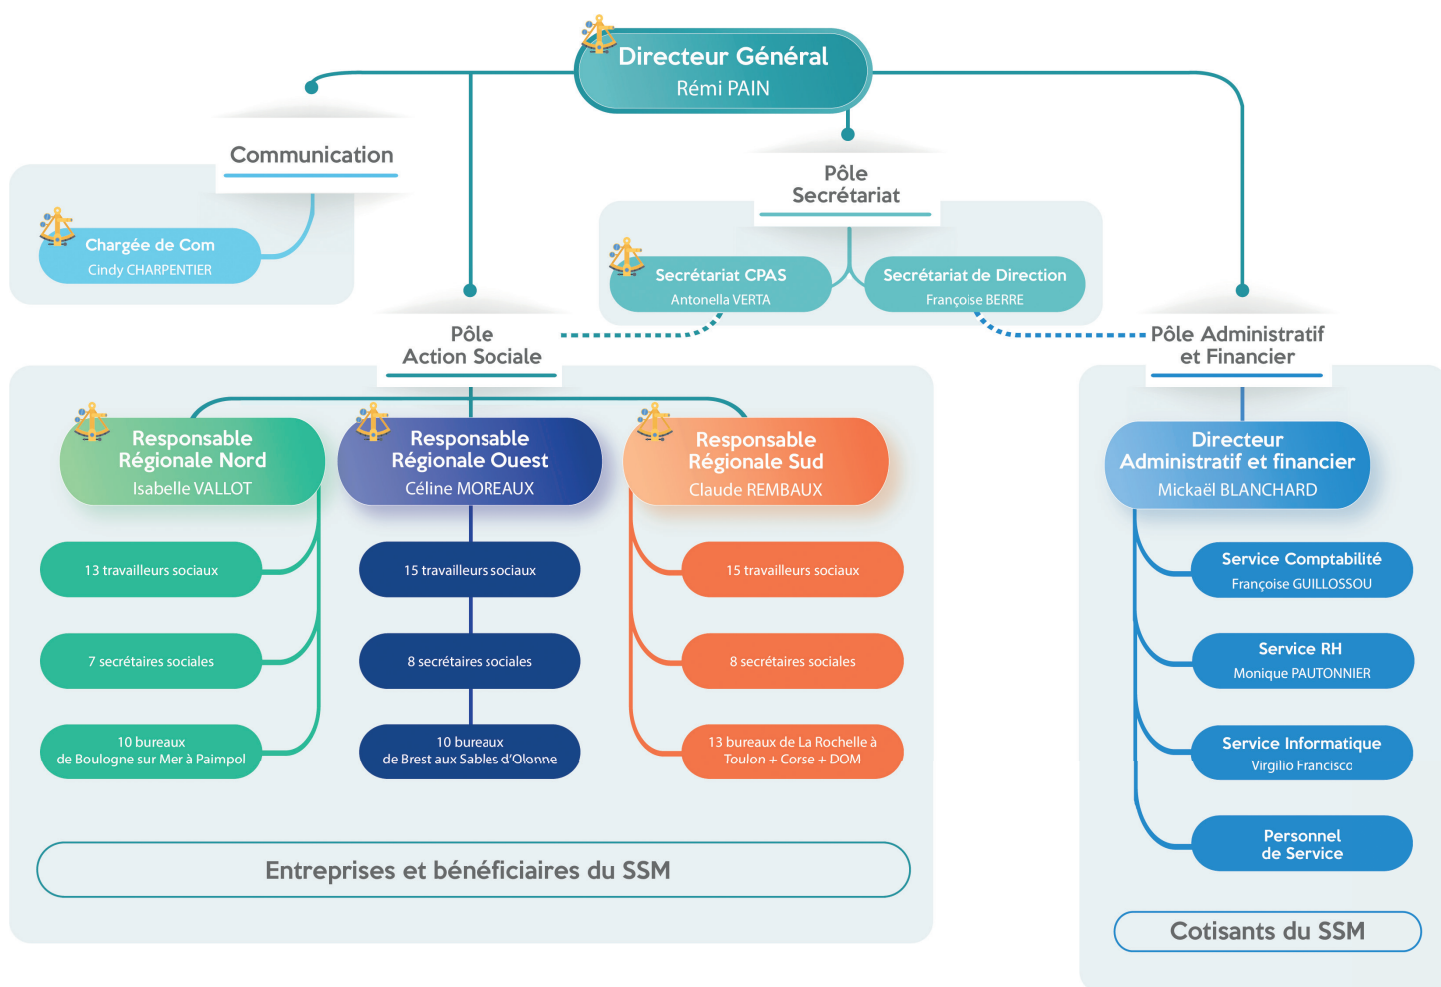 Directeur Général
Rémi PAIN
Communication
Chargée de Com
Cindy CHARPENTIER
Pôle
Secrétariat
Secrétariat CPAS
Antonella VERTA
Secrétariat de Direction
Françoise BERRE
Pôle
Action Sociale
Pôle Administratif
et Financier
Responsable
Régionale Nord
Isabelle VALLOT
13 travailleurs sociaux
7 secrétaires sociales
10 bureaux
de Boulogne sur Mer à Paimpol
Responsable
Régionale Ouest
Céline MOREAUX
15 travailleurs sociaux
8 secrétaires sociales
10 bureaux
de Brest aux Sables d'Olonne
Responsable
Régionale Sud
Claude REMBAUX
15 travailleurs sociaux
8 secrétaires sociales
13 bureaux de La Rochelle à
Toulon + Corse + DOM
Entreprises et bénéficiaires du SSM
Directeur
Administratif et financier
Mickaël BLANCHARD
Service Comptabilité
Françoise GUILLOSSOU
Service RH
Monique PAUTONNIER
Service Informatique
Virgilio Francisco
Personnel
de Service
Cotisants du SSM